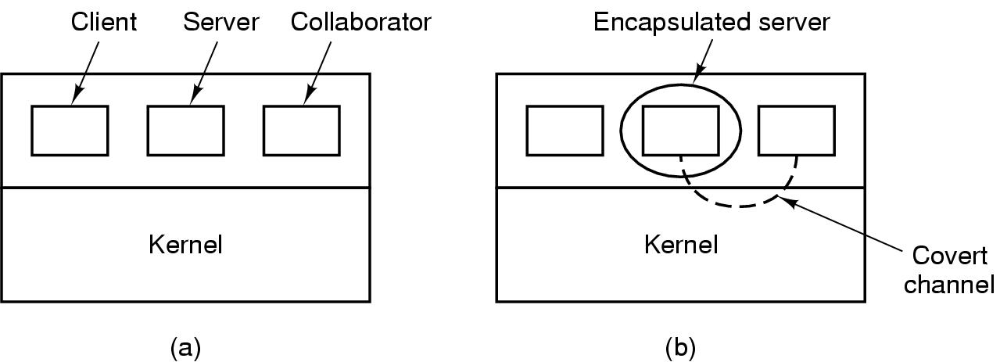 Client Server Collaborator
Kernel
(a)
Encapsulated server
Kernel
Covert
channel
(b)